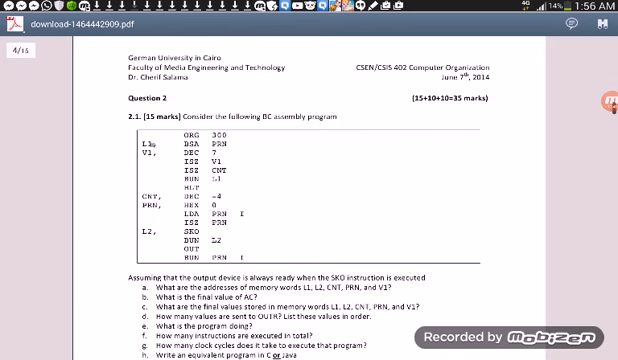 4G 14% 1:56 AM
download-1464442909.pdf
4/15
German University in Cairo
Faculty of Media Engineering and Technology
Dr. Cherif Salama
CSEN/CSIS 402 Computer Organization
June 7th, 2014
Question 2 (15+10+10=35 marks)
2.1. [15 marks] Consider the following BC assembly program
ORG 300
L1, BSA PRN
V1, DEC 7
ISZ V1
ISZ CNT
BUN L1
HLT
CNT, DEC -4
PRN, HEX 0
LDA PRN I
ISZ PRN
L2, SKO
BUN L2
OUT
BUN PRN I
Assuming that the output device is always ready when the SKO instruction is executed
a. What are the addresses of memory words L1, L2, CNT, PRN, and V1?
b. What is the final value of AC?
c. What are the final values stored in memory words L1, L2, CNT, PRN, and V1?
d. How many values are sent to OUTR? List these values in order.
e. What is the program doing?
f. How many instructions are executed in total?
g. How many clock cycles does it take to execute that program?
h. Write an equivalent program in C or Java
Recorded by Mobizen